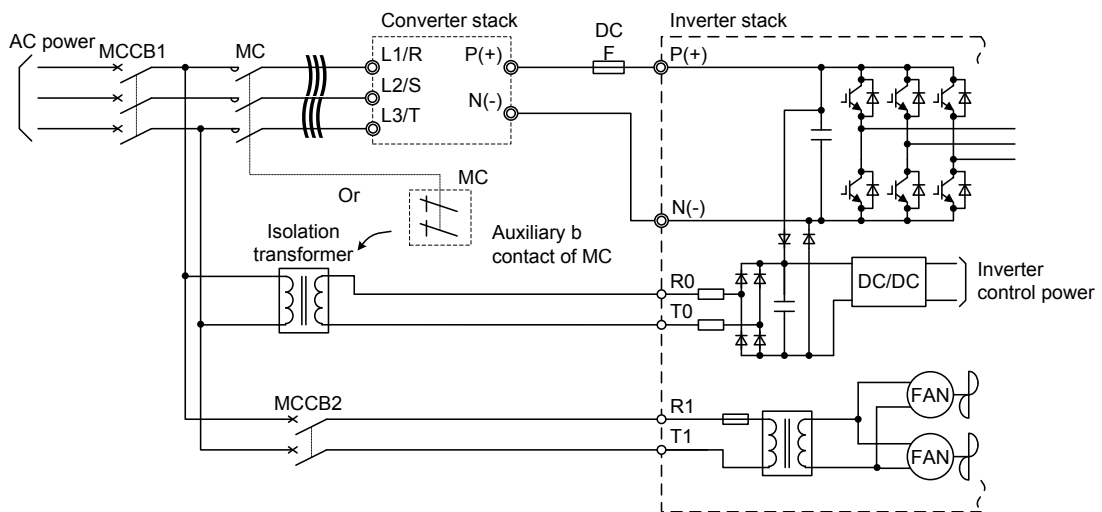 Converter stack
DC
F
Inverter stack
AC power
MCCB1
MC
L1/R
L2/S
L3/T
P(+)
N(-)
P(+)
N(-)
MC
Or
Auxiliary b
contact of MC
Isolation
transformer
R0
T0
DC/DC
Inverter
control power
MCCB2
R1
T1
FAN
FAN